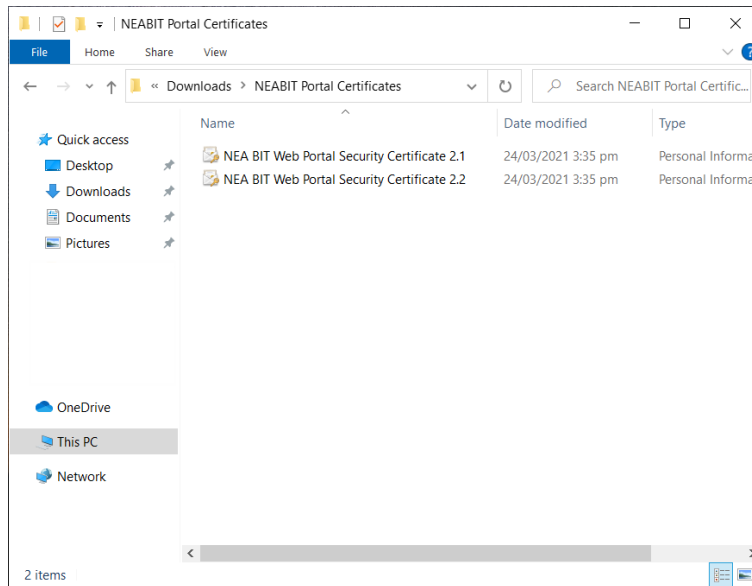 NEABIT Portal Certificates
File Home Share View
« Downloads > NEABIT Portal Certificates
Search NEABIT Portal Certific...
Name Date modified Type
Quick access
NEA BIT Web Portal Security Certificate 2.1 24/03/2021 3:35 pm Personal Informa
Desktop
NEA BIT Web Portal Security Certificate 2.2 24/03/2021 3:35 pm Personal Informa
Downloads
Documents
Pictures
OneDrive
This PC
Network
2 items